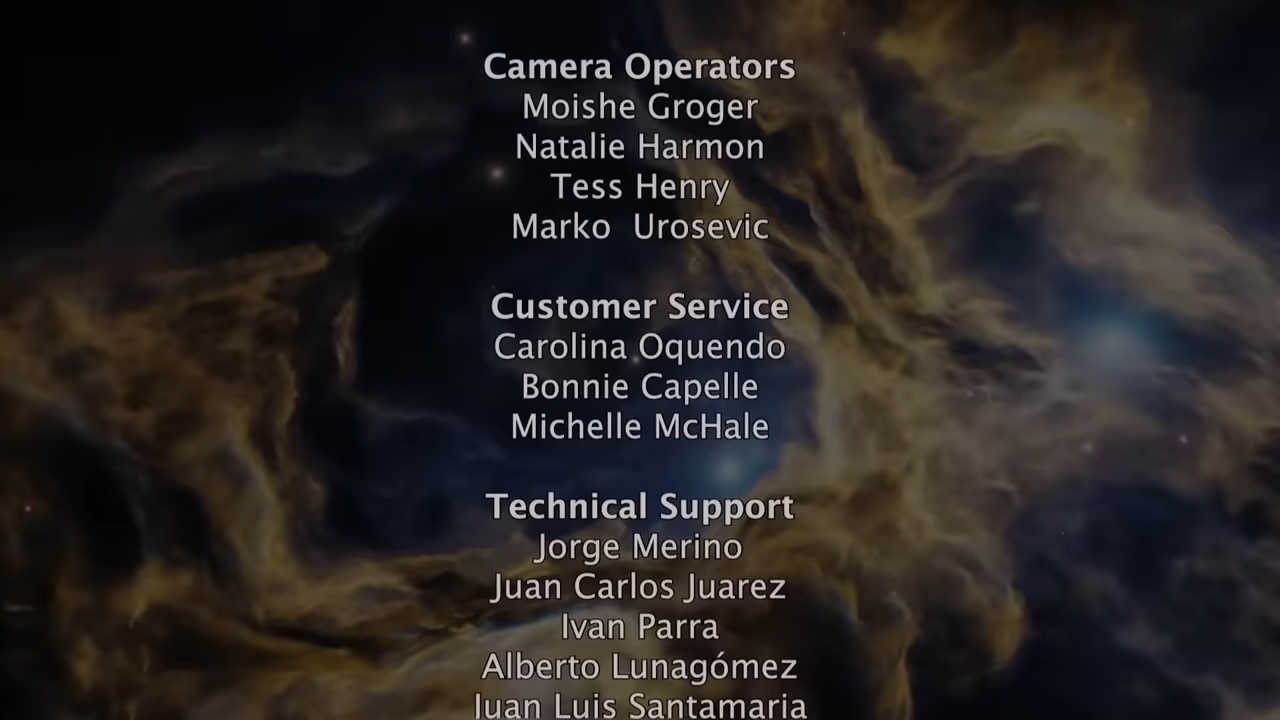 Camera Operators
Moishe Groger
Natalie Harmon
Tess Henry
Marko  Urosevic
Customer Service
Carolina Oquendo
Bonnie Capelle
Michelle McHale
Technical Support
Jorge Merino
Juan Carlos Juarez
Ivan Parra
Alberto Lunagómez
Juan Luis Santamaria